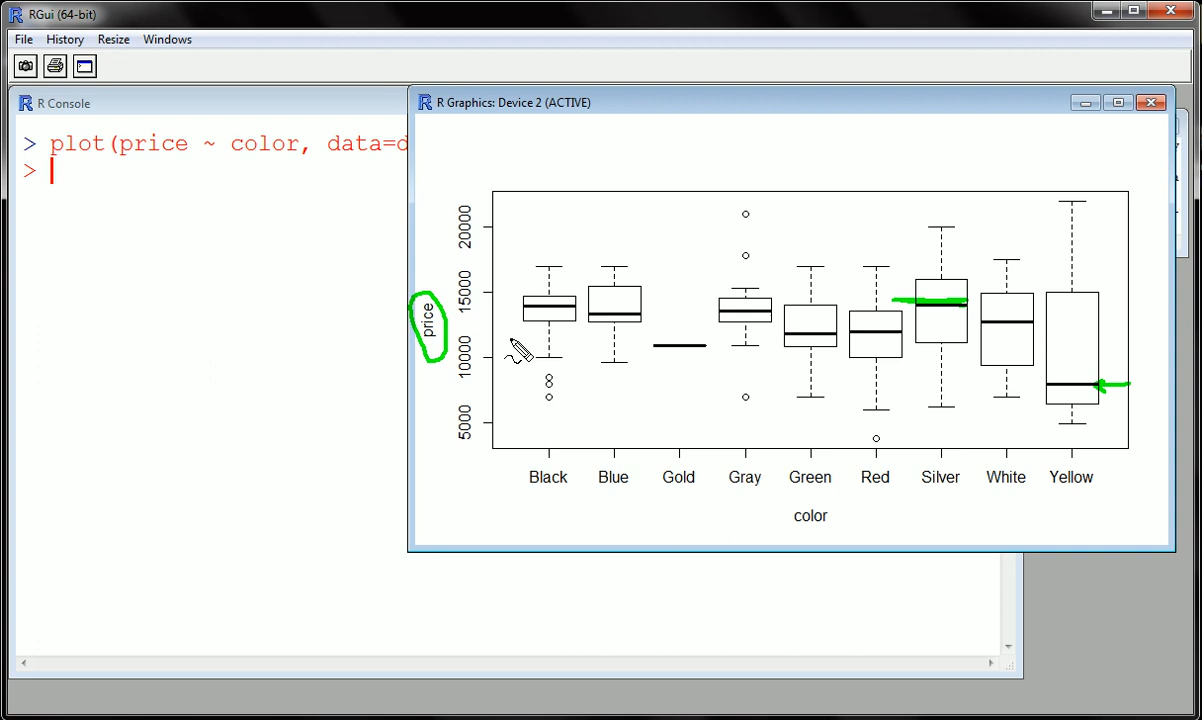 RGui (64-bit)
File History Resize Windows
R Console
> plot(price ~ color, data=d
>
R Graphics: Device 2 (ACTIVE)
price
20000
15000
10000
5000
Black Blue Gold Gray Green Red Silver White Yellow
color